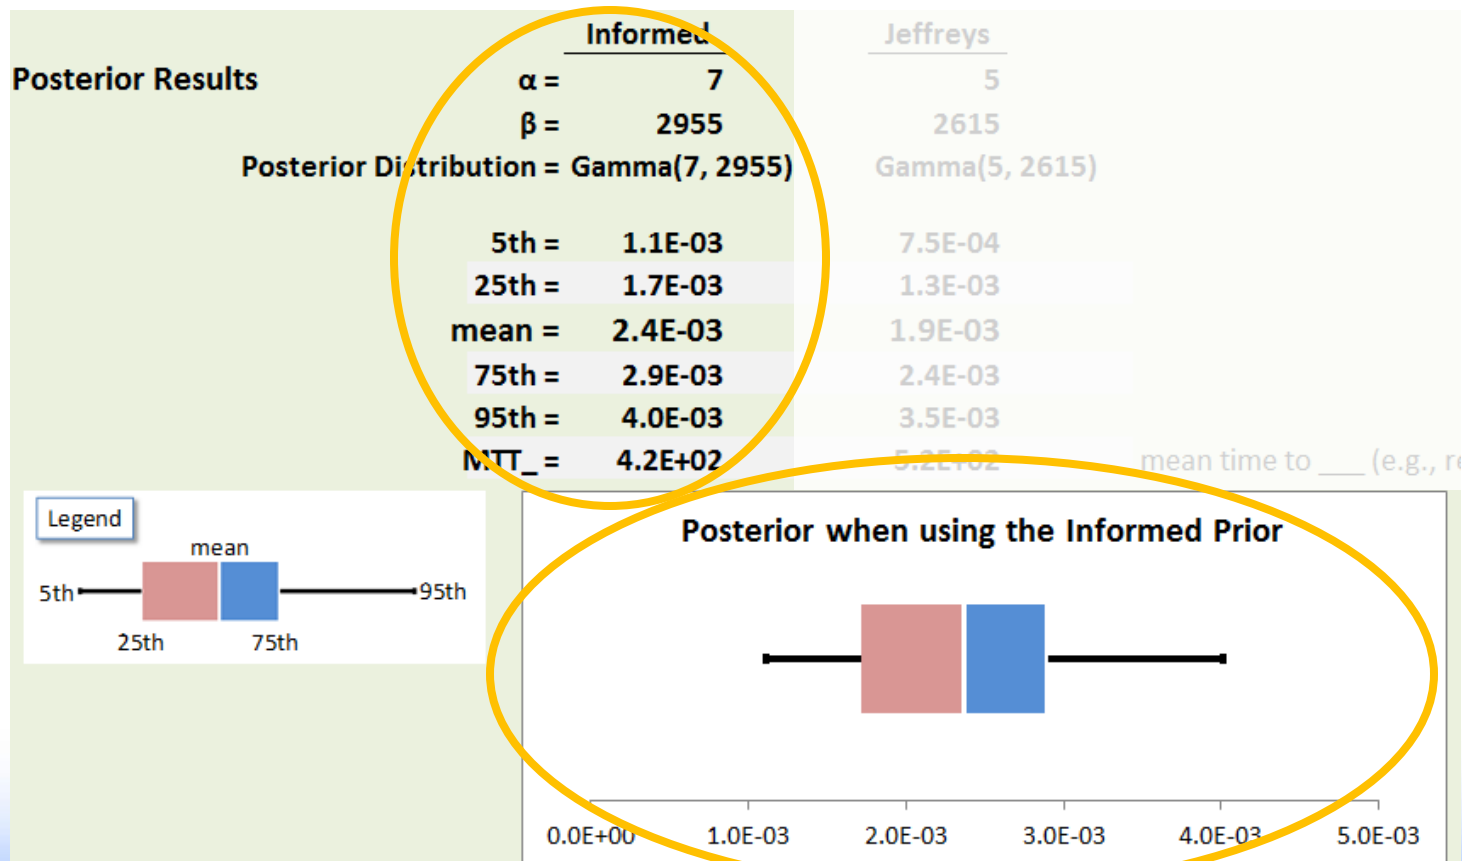 Informed Jeffreys
Posterior Results α = 7 5
β = 2955 2615
Posterior Distribution = Gamma(7, 2955) Gamma(5, 2615)
5th = 1.1E-03 7.5E-04
25th = 1.7E-03 1.3E-03
mean = 2.4E-03 1.9E-03
75th = 2.9E-03 2.4E-03
95th = 4.0E-03 3.5E-03
MTT_ = 4.2E+02 5.2E+02 mean time to ___ (e.g., re
Legend
mean
5th 95th
25th 75th
Posterior when using the Informed Prior
0.0E+00 1.0E-03 2.0E-03 3.0E-03 4.0E-03 5.0E-03